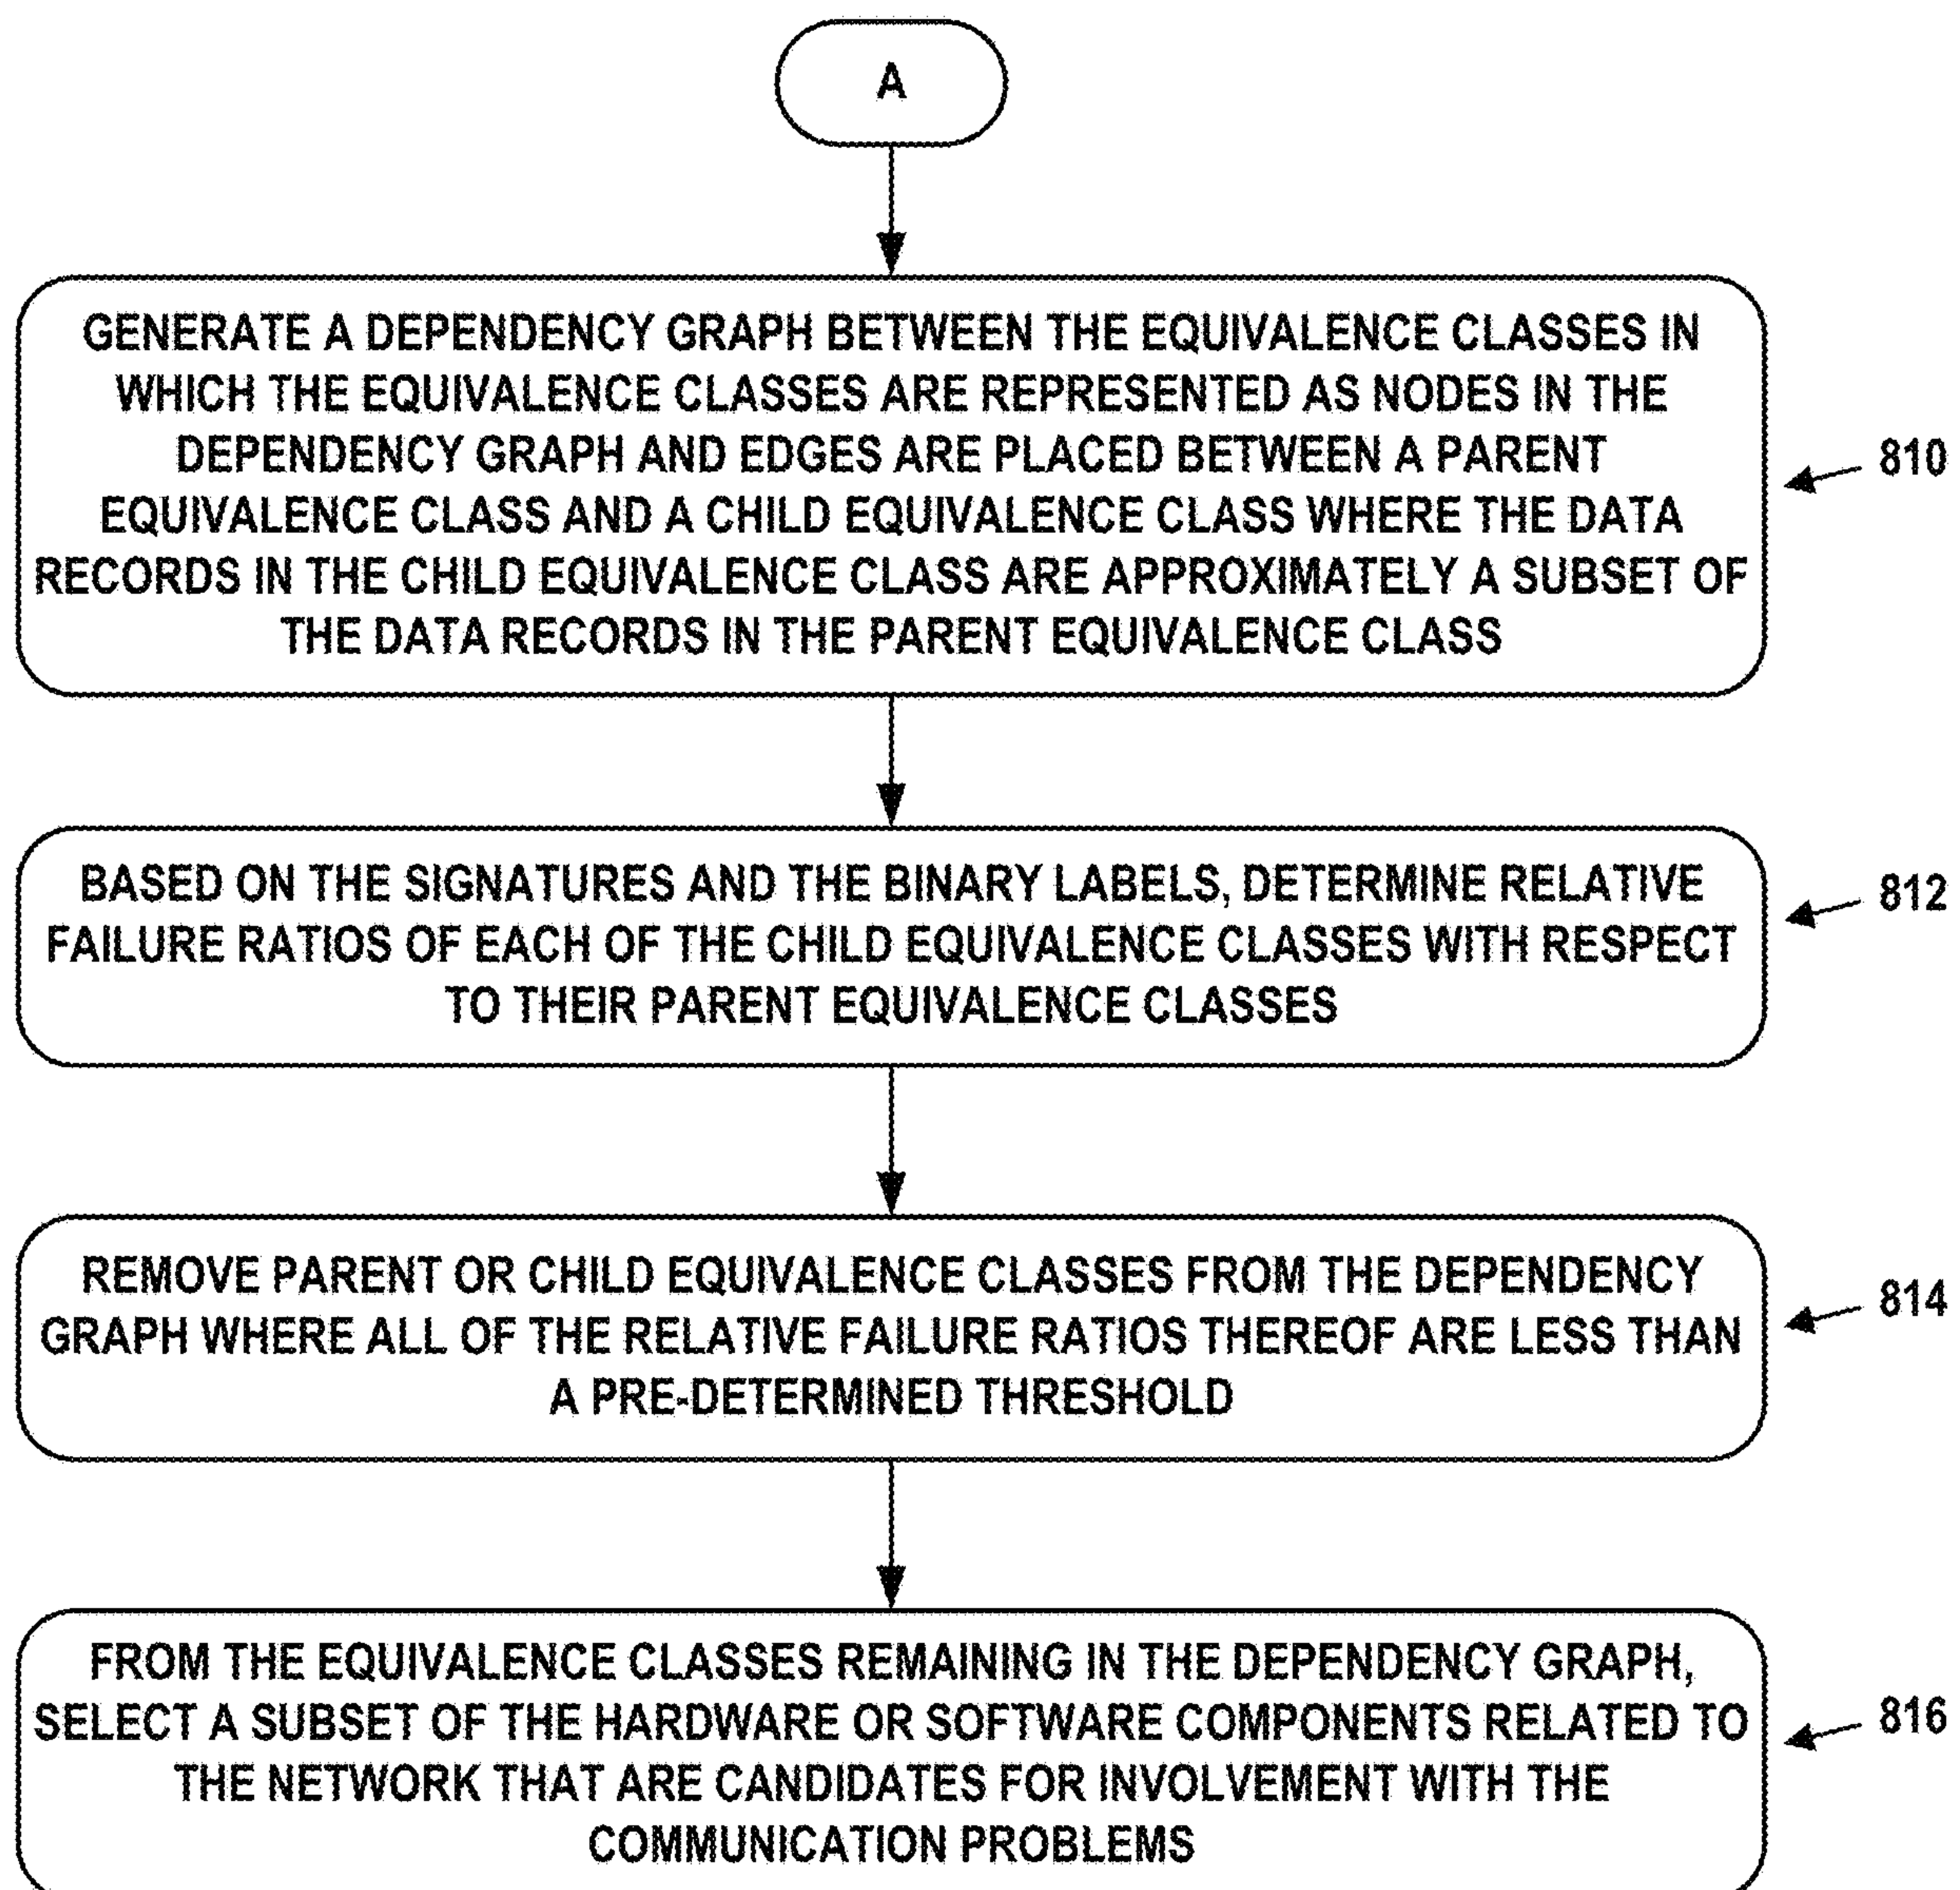 A
GENERATE A DEPENDENCY GRAPH BETWEEN THE EQUIVALENCE CLASSES IN
WHICH THE EQUIVALENCE CLASSES ARE REPRESENTED AS NODES IN THE
DEPENDENCY GRAPH AND EDGES ARE PLACED BETWEEN A PARENT
EQUIVALENCE CLASS AND A CHILD EQUIVALENCE CLASS WHERE THE DATA
RECORDS IN THE CHILD EQUIVALENCE CLASS ARE APPROXIMATELY A SUBSET OF
THE DATA RECORDS IN THE PARENT EQUIVALENCE CLASS
810
BASED ON THE SIGNATURES AND THE BINARY LABELS, DETERMINE RELATIVE
FAILURE RATIOS OF EACH OF THE CHILD EQUIVALENCE CLASSES WITH RESPECT
TO THEIR PARENT EQUIVALENCE CLASSES
812
REMOVE PARENT OR CHILD EQUIVALENCE CLASSES FROM THE DEPENDENCY
GRAPH WHERE ALL OF THE RELATIVE FAILURE RATIOS THEREOF ARE LESS THAN
A PRE-DETERMINED THRESHOLD
814
FROM THE EQUIVALENCE CLASSES REMAINING IN THE DEPENDENCY GRAPH,
SELECT A SUBSET OF THE HARDWARE OR SOFTWARE COMPONENTS RELATED TO
THE NETWORK THAT ARE CANDIDATES FOR INVOLVEMENT WITH THE
COMMUNICATION PROBLEMS
816